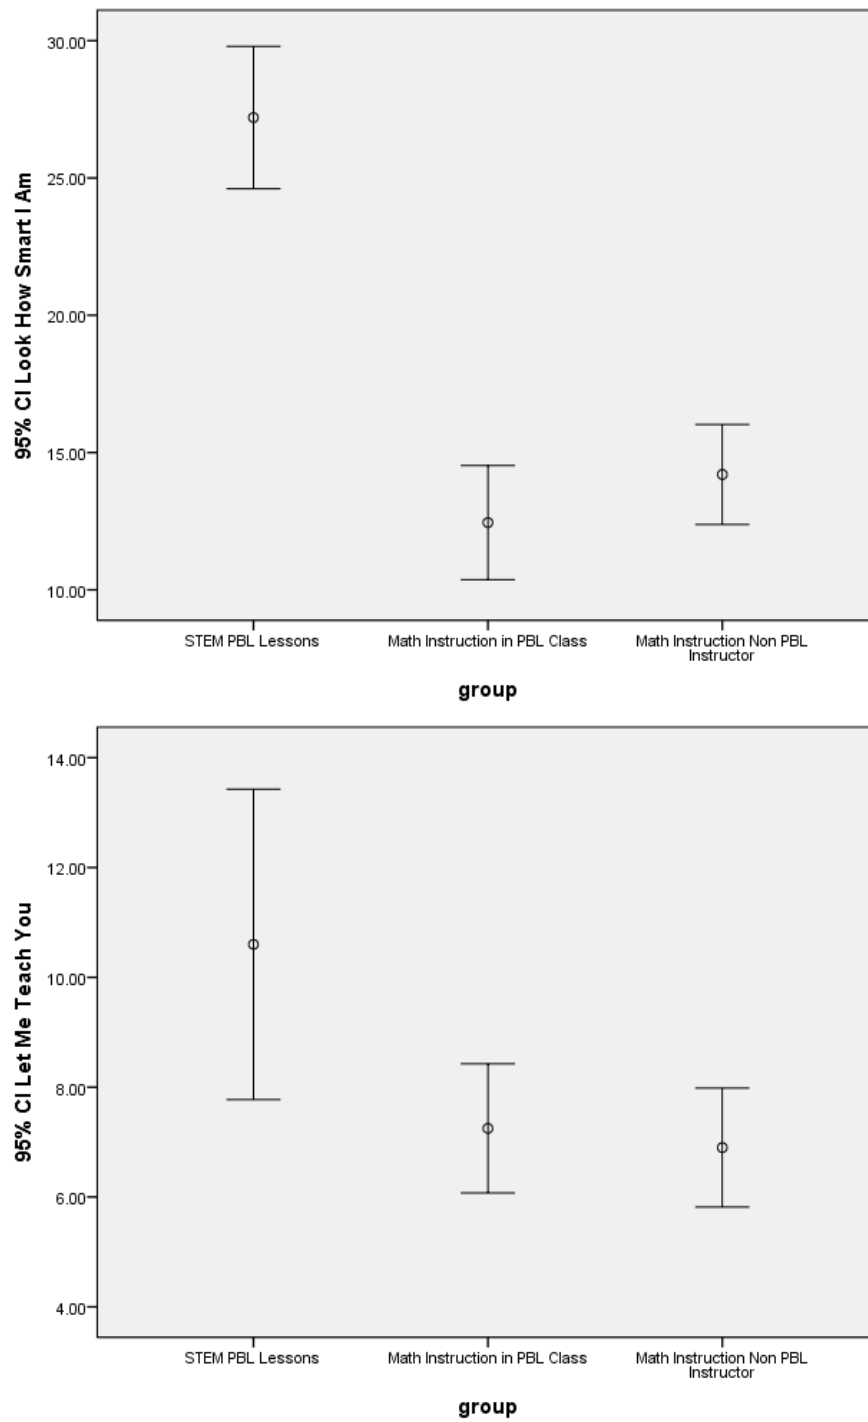 95% CI Look How Smart I Am
30.00
25.00
20.00
15.00
10.00
STEM PBL Lessons
Math Instruction in PBL Class
Math Instruction Non PBL
Instructor
group
95% CI Let Me Teach You
14.00
12.00
10.00
8.00
6.00
4.00
STEM PBL Lessons
Math Instruction in PBL Class
Math Instruction Non PBL
Instructor
group